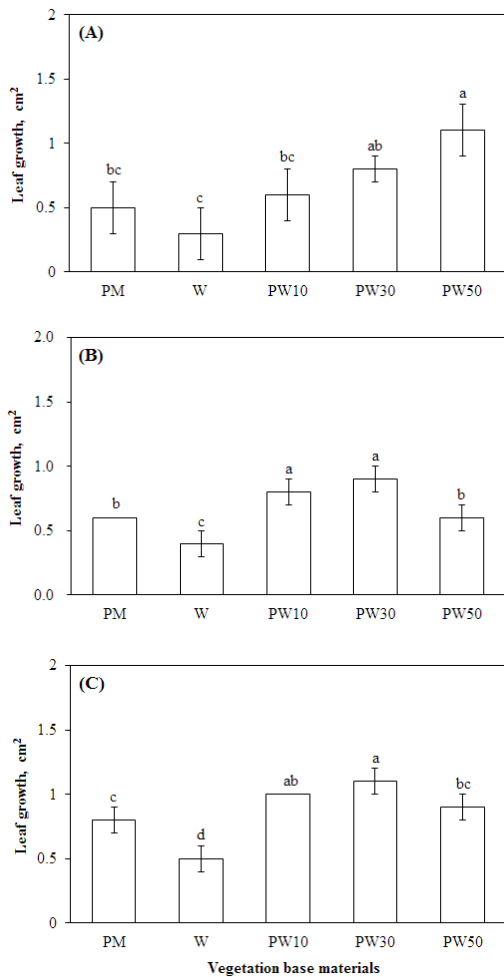 (A)
Leaf growth, cm²
2
1.5
1
0.5
0
bc
c
bc
ab
a
PM W PW10 PW30 PW50
(B)
Leaf growth, cm²
2.0
1.5
1.0
0.5
0.0
b
c
a
a
b
PM W PW10 PW30 PW50
(C)
Leaf growth, cm²
2
1.5
1
0.5
0
c
d
ab
a
bc
PM W PW10 PW30 PW50
Vegetation base materials